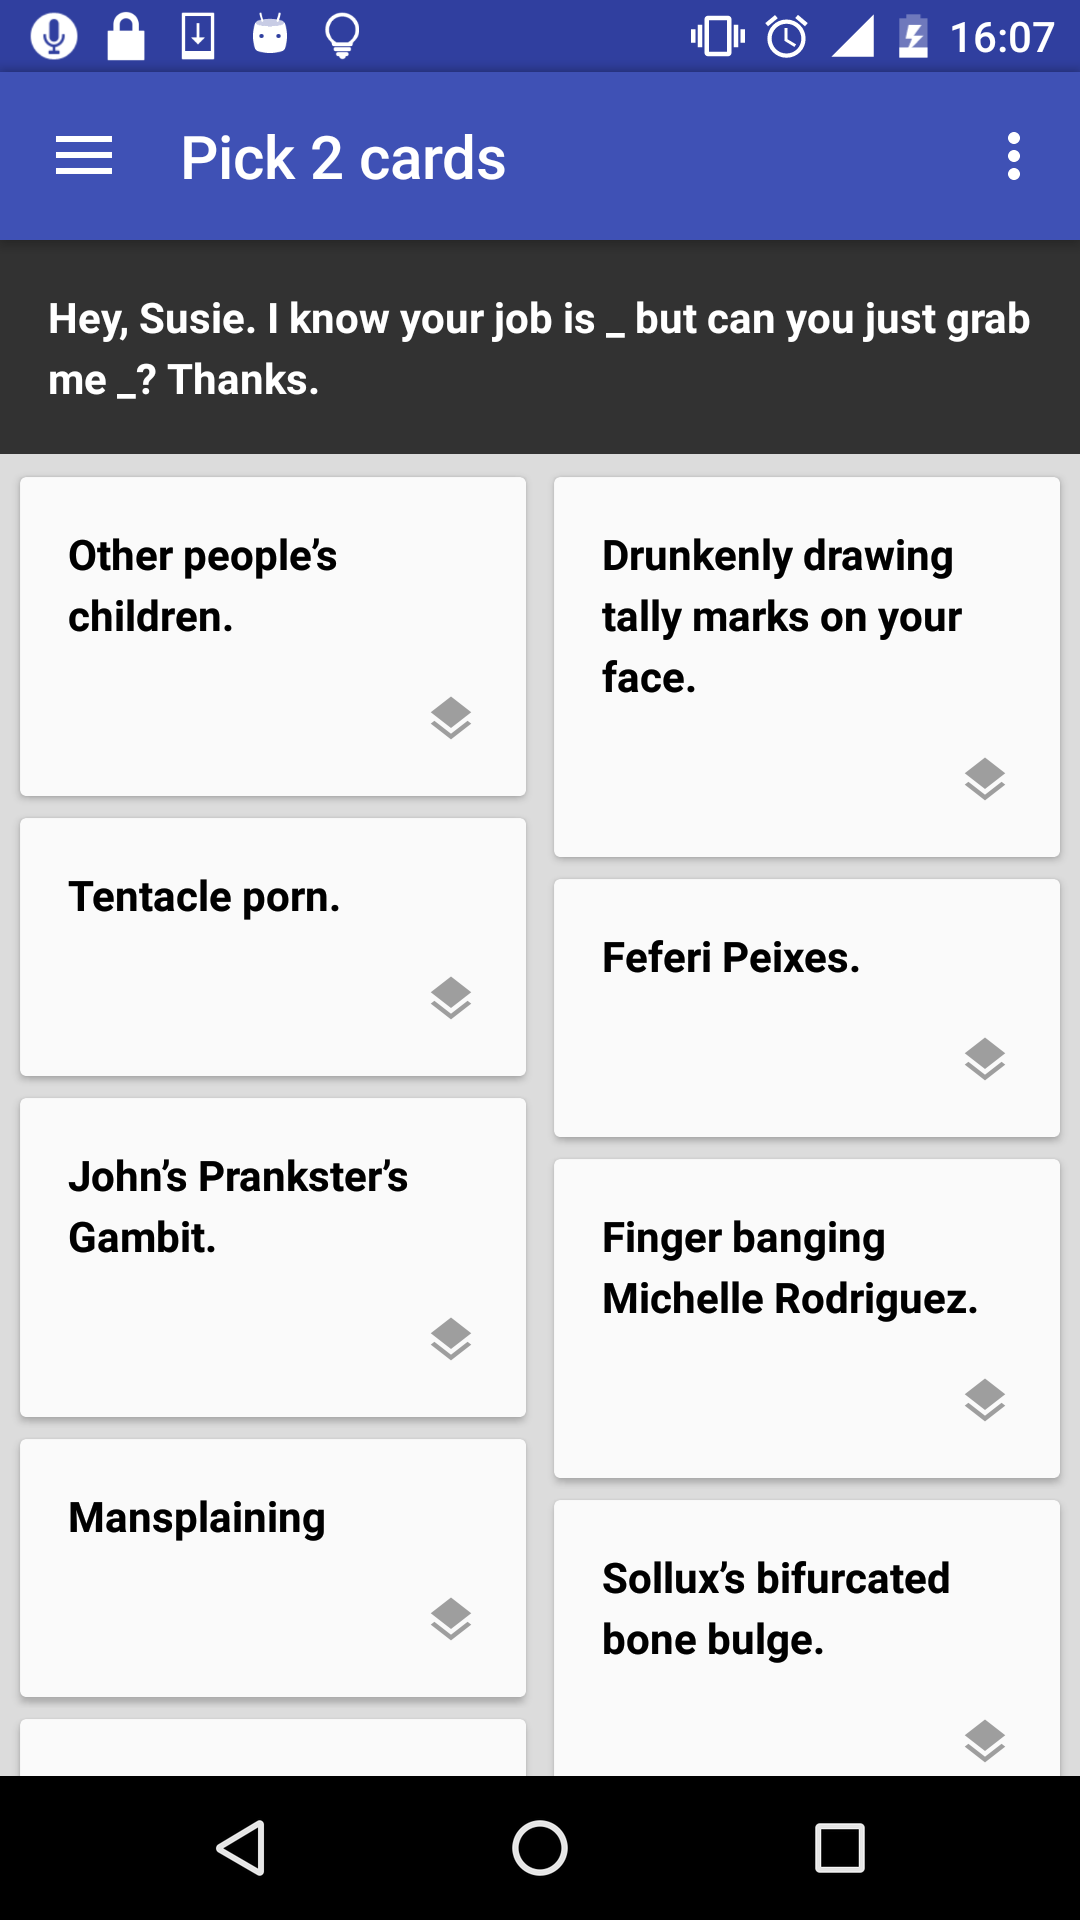 16:07
Pick 2 cards
Hey, Susie. I know your job is _ but can you just grab
me _? Thanks.
Other people’s
children.
Drunkenly drawing
tally marks on your
face.
Tentacle porn.
Feferi Peixes.
John’s Prankster’s
Gambit.
Finger banging
Michelle Rodriguez.
Mansplaining
Sollux’s bifurcated
bone bulge.